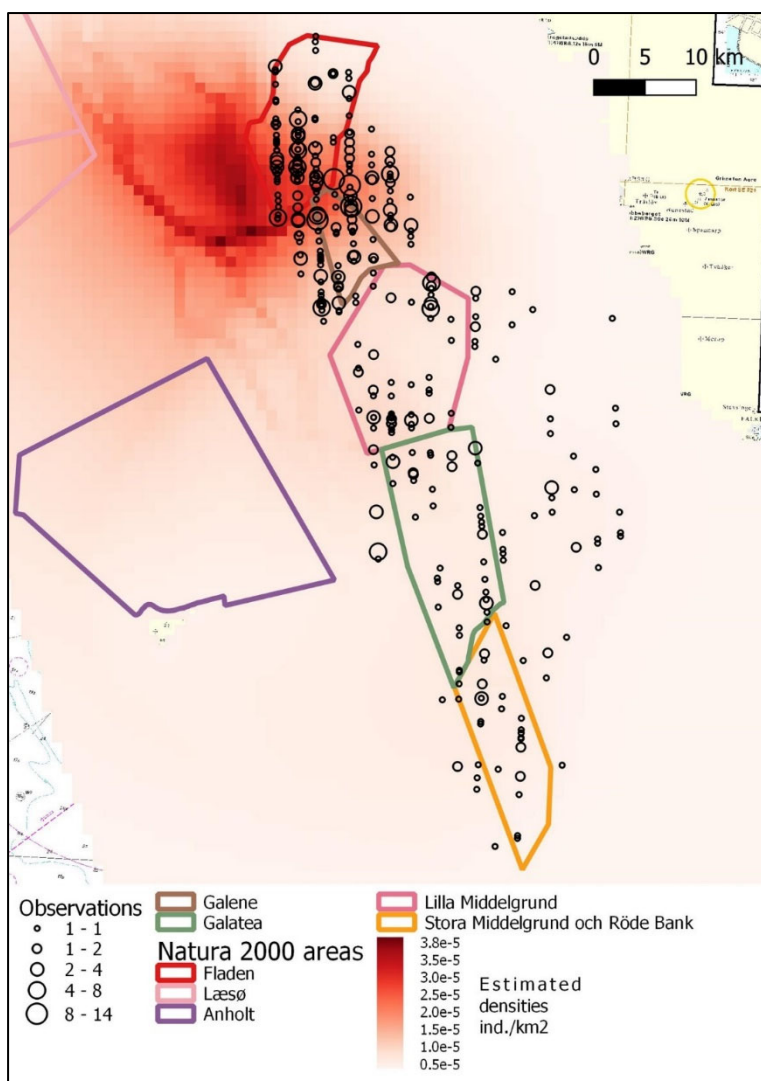 0 5 10 km
Observations
1 - 1
1 - 2
2 - 4
4 - 8
8 - 14
Galene
Galatea
Natura 2000 areas
Fladen
Læsø
Anholt
Lilla Middelgrund
Stora Middelgrund och Röde Bank
3.8e-5
3.5e-5
3.0e-5
2.5e-5
2.0e-5
1.5e-5
1.0e-5
0.5e-5
Estimated
densities
ind./km2